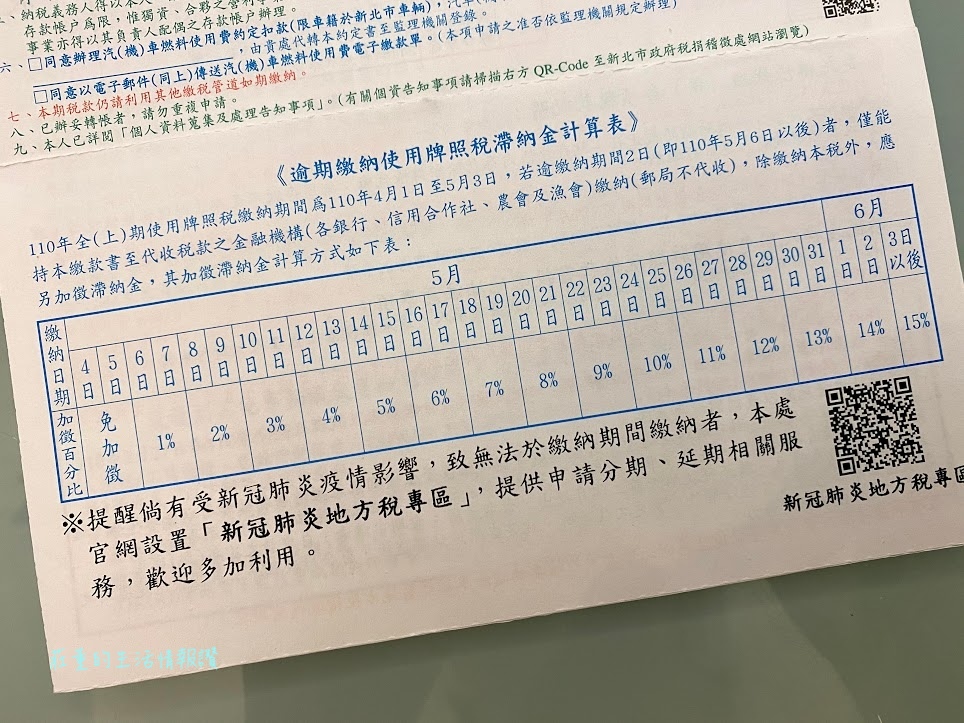 、納稅義務人得以本人
存款帳戶為限，惟獨資、合夥之營利事
事業亦得以其負責人配偶之存款帳戶辦理。
六、□同意辦理汽(機)車燃料使用費約定扣款(限車籍於新北市車輛)，汽車
，由貴處代轉本約定書至監理機關登錄。
□同意以電子郵件(同上)傳送汽(機)車燃料使用費電子繳款單。(本項申請之准否依監理機關規定辦理)
七、本期稅款仍請利用其他繳稅管道如期繳納。
八、已辦妥轉帳者，請勿重複申請。
九、本人已詳閱「個人資料蒐集及處理告知事項」。(有關個資告知事項請掃描右方 QR-Code 至新北市政府稅捐稽徵處網站瀏覽)
《逾期繳納使用牌照稅滯納金計算表》
110年全(上)期使用牌照稅繳納期間為110年4月1日至5月3日，若逾繳納期間2日(即110年5月6日以後)者，僅能
持本繳款書至代收稅款之金融機構(各銀行、信用合作社、農會及漁會)繳納(郵局不代收)，除繳納本稅外，應
另加徵滯納金，其加徵滯納金計算方式如下表：
繳納日期 5月 6月
4日 5日 6日 7日 8日 9日 10日 11日 12日 13日 14日 15日 16日 17日 18日 19日 20日 21日 22日 23日 24日 25日 26日 27日 28日 29日 30日 31日 1日 2日 3日以後
加徵百分比 免加徵 1% 2% 3% 4% 5% 6% 7% 8% 9% 10% 11% 12% 13% 14% 15%
※提醒倘有受新冠肺炎疫情影響，致無法於繳納期間繳納者，本處
官網設置「新冠肺炎地方稅專區」，提供申請分期、延期相關服
務，歡迎多加利用。
新冠肺炎地方稅專區